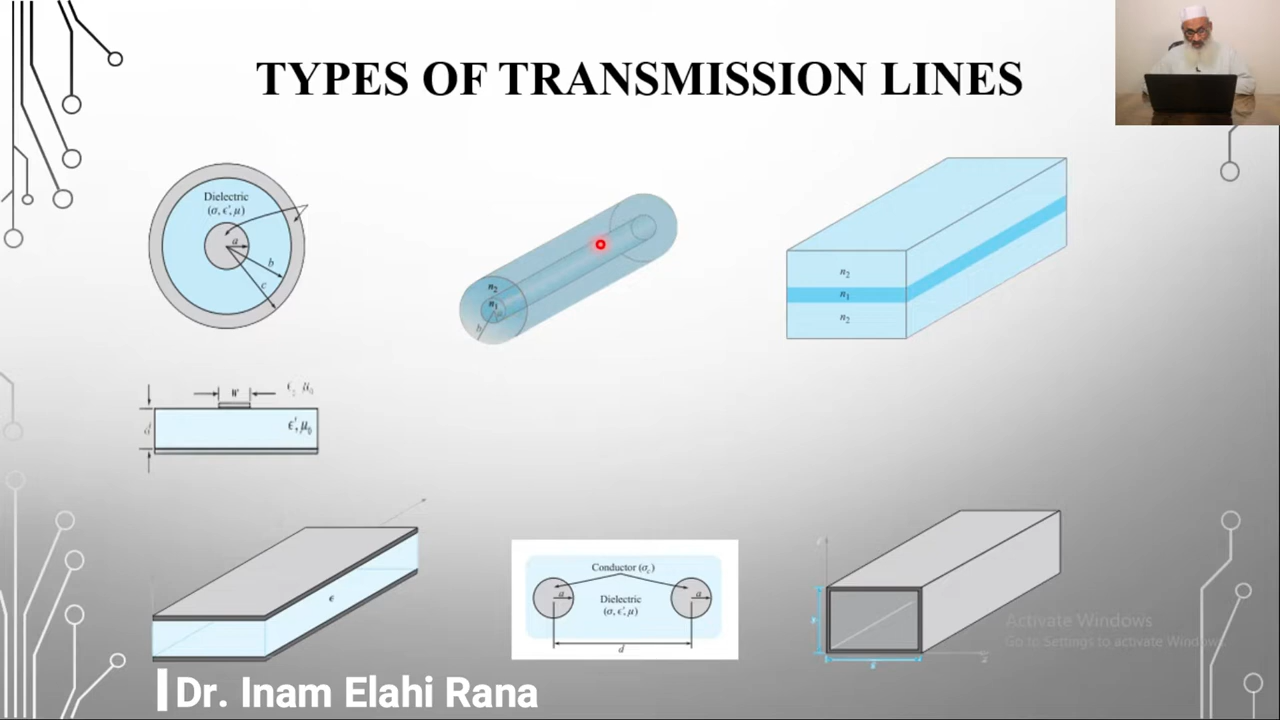 TYPES OF TRANSMISSION LINES
Dielectric
(σ, ϵ′, μ)
a
b
c
n₂
n₁
a
b
n₂
n₁
n₂
w
d
ϵ′, μ₀
ϵ
Conductor (σ꜀)
a
a
Dielectric
(σ, ϵ′, μ)
d
Activate Windows
Go to Settings to activate Windows.
Dr. Inam Elahi Rana